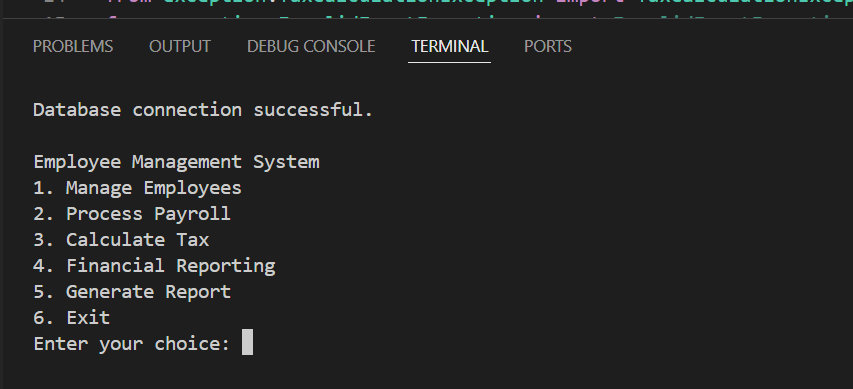 PROBLEMS OUTPUT DEBUG CONSOLE TERMINAL PORTS
Database connection successful.
Employee Management System
1. Manage Employees
2. Process Payroll
3. Calculate Tax
4. Financial Reporting
5. Generate Report
6. Exit
Enter your choice: